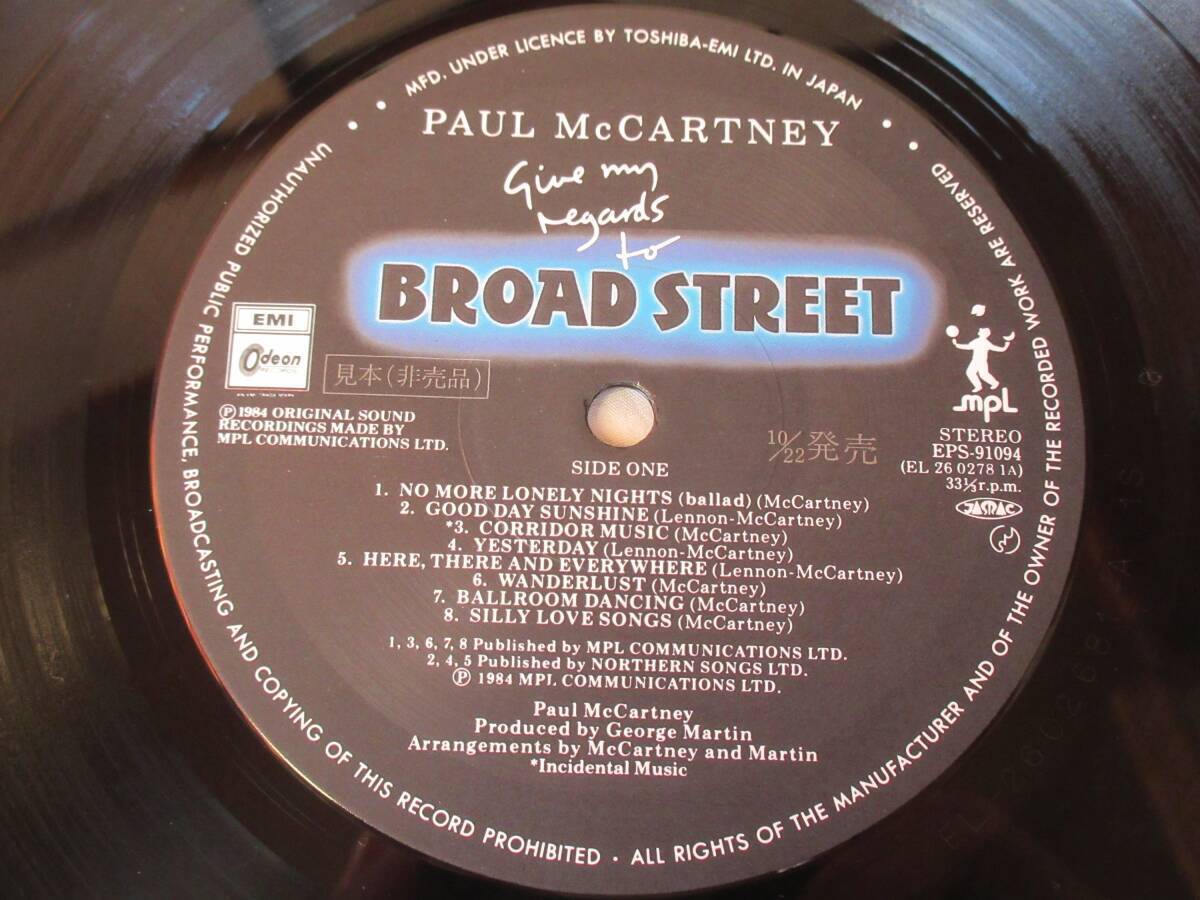 MFD. UNDER LICENCE BY TOSHIBA-EMI LTD. IN JAPAN
PAUL McCARTNEY
Give my
regards
to
BROAD STREET
EMI
Odeon
見本(非売品)
℗ 1984 ORIGINAL SOUND
RECORDINGS MADE BY
MPL COMMUNICATIONS LTD.
mpL
STEREO
EPS-91094
(EL 26 0278 1A)
33⅓ r.p.m.
JASRAC
10/22 発売
SIDE ONE
1. NO MORE LONELY NIGHTS (ballad) (McCartney)
2. GOOD DAY SUNSHINE (Lennon-McCartney)
*3. CORRIDOR MUSIC (McCartney)
4. YESTERDAY (Lennon-McCartney)
5. HERE, THERE AND EVERYWHERE (Lennon-McCartney)
6. WANDERLUST (McCartney)
7. BALLROOM DANCING (McCartney)
8. SILLY LOVE SONGS (McCartney)
1, 3, 6, 7, 8 Published by MPL COMMUNICATIONS LTD.
2, 4, 5 Published by NORTHERN SONGS LTD.
℗ 1984 MPL COMMUNICATIONS LTD.
Paul McCartney
Produced by George Martin
Arrangements by McCartney and Martin
*Incidental Music
UNAUTHORIZED PUBLIC PERFORMANCE, BROADCASTING AND COPYING OF THIS RECORD PROHIBITED · ALL RIGHTS OF THE MANUFACTURER AND OF THE OWNER OF THE RECORDED WORK ARE RESERVED